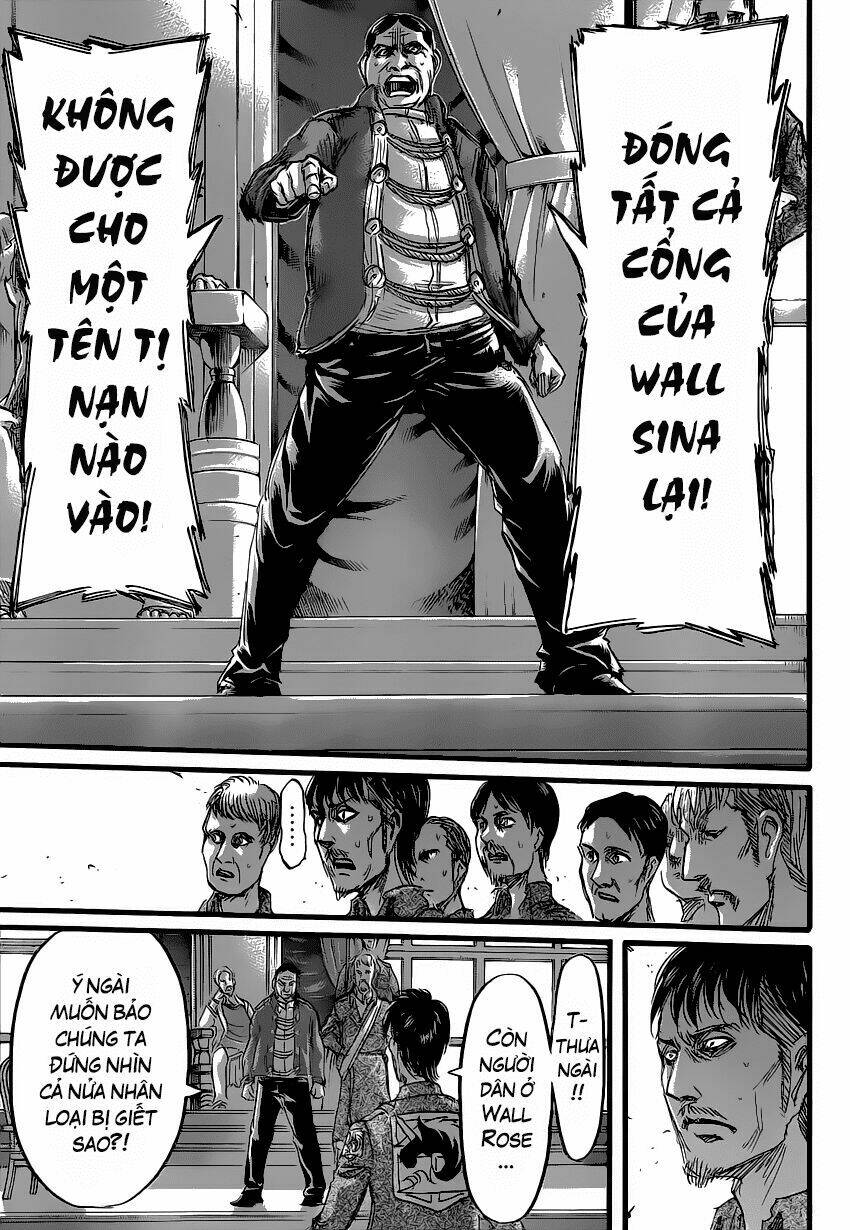 ĐÓNG
TẤT CẢ
CỔNG
CỦA
WALL
SINA
LẠI!
KHÔNG
ĐƯỢC
CHO
MỘT
TÊN TỊ
NẠN
NÀO
VÀO!
......
T-
THƯA
NGÀI
!!
CÒN
NGƯỜI
DÂN Ở
WALL
ROSE
...
Ý NGÀI
MUỐN BẢO
CHÚNG TA
ĐỨNG NHÌN
CẢ NỬA NHÂN
LOẠI BỊ GIẾT
SAO?!